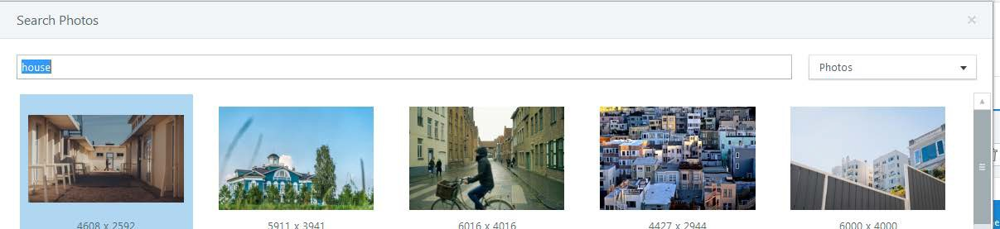 Search Photos
×
house
Photos
4608 x 2592
5911 x 3941
6016 x 4016
4427 x 2944
6000 x 4000